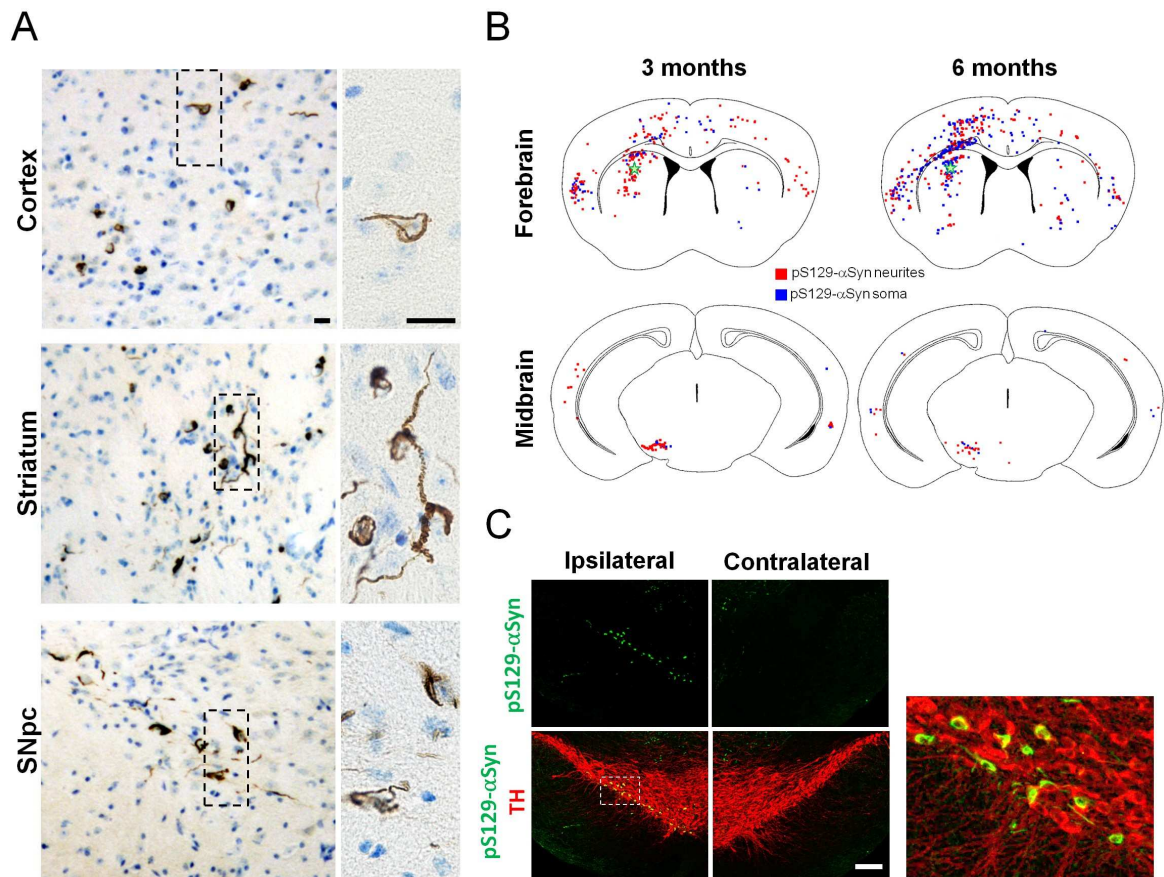 A
Cortex
Striatum
SNpc
B
3 months
6 months
Forebrain
pS129-αSyn neurites
pS129-αSyn soma
Midbrain
C
Ipsilateral
Contralateral
pS129-αSyn
pS129-αSyn
TH